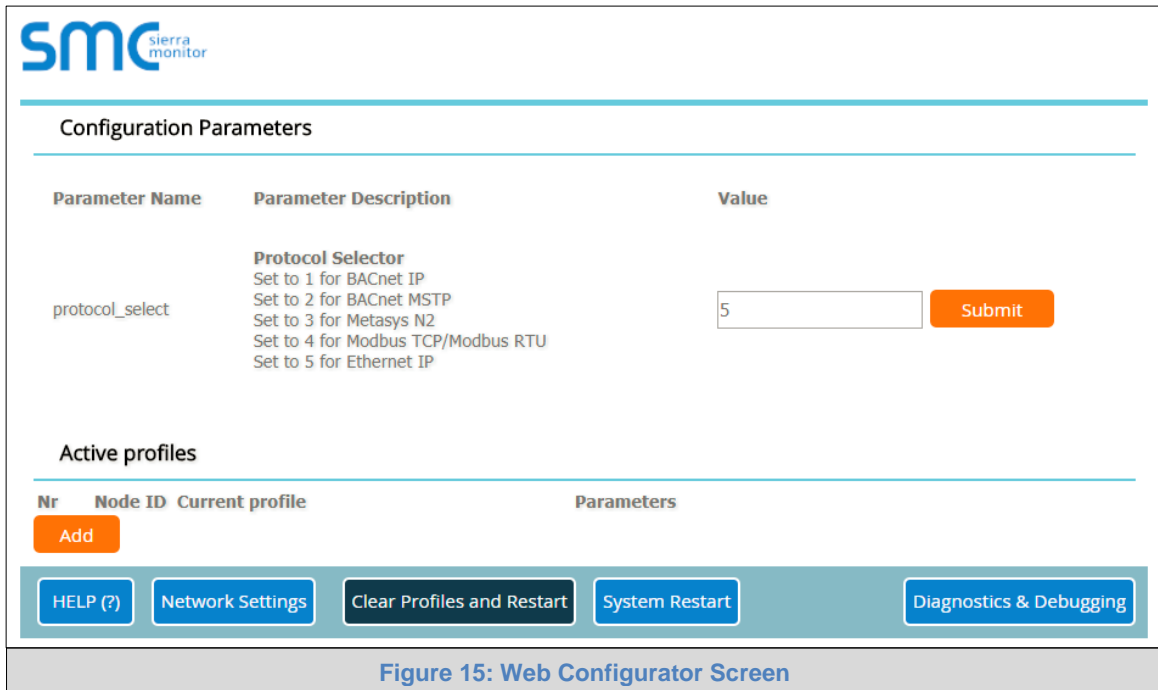 SMC sierra monitor
Configuration Parameters
Parameter Name Parameter Description Value
Protocol Selector
Set to 1 for BACnet IP
Set to 2 for BACnet MSTP
protocol_select 5 Submit
Set to 3 for Metasys N2
Set to 4 for Modbus TCP/Modbus RTU
Set to 5 for Ethernet IP
Active profiles
Nr Node ID Current profile Parameters
Add
HELP (?) Network Settings Clear Profiles and Restart System Restart Diagnostics & Debugging
Figure 15: Web Configurator Screen